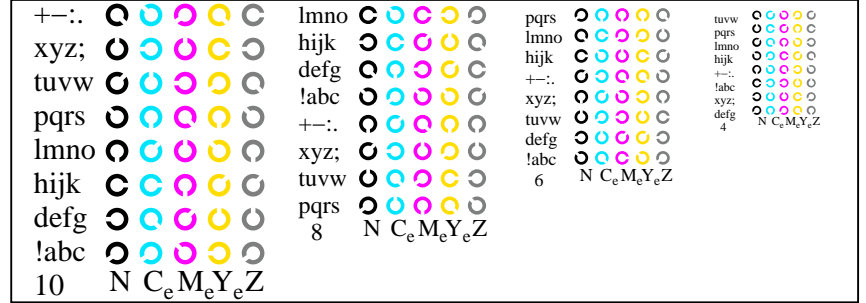 +−:.
xyz;
tuvw
pqrs
lmno
hijk
defg
!abc
10 N CeMeYeZ
lmno
hijk
defg
!abc
+−:.
xyz;
tuvw
pqrs
8 N CeMeYeZ
pqrs
lmno
hijk
+−:.
xyz;
tuvw
defg
!abc
6 N CeMeYeZ
tuvw
pqrs
lmno
hijk
+−:.
!abc
xyz;
defg
N CeMeYeZ
4